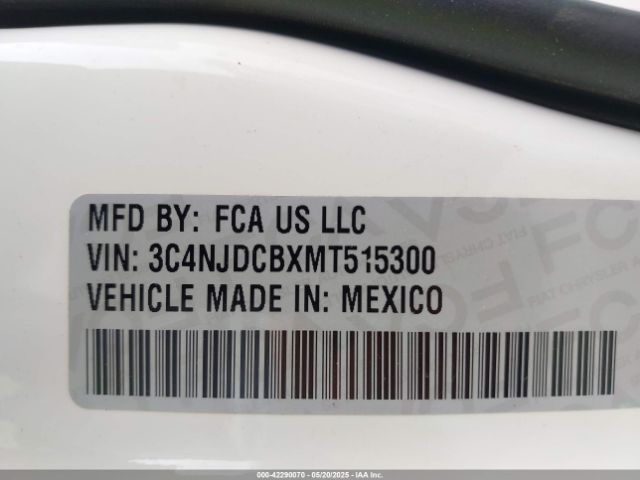 MFD BY: FCA US LLC
VIN: 3C4NJDCBXMT515300
VEHICLE MADE IN: MEXICO
000-42290070 - 05/20/2025 - IAA Inc.